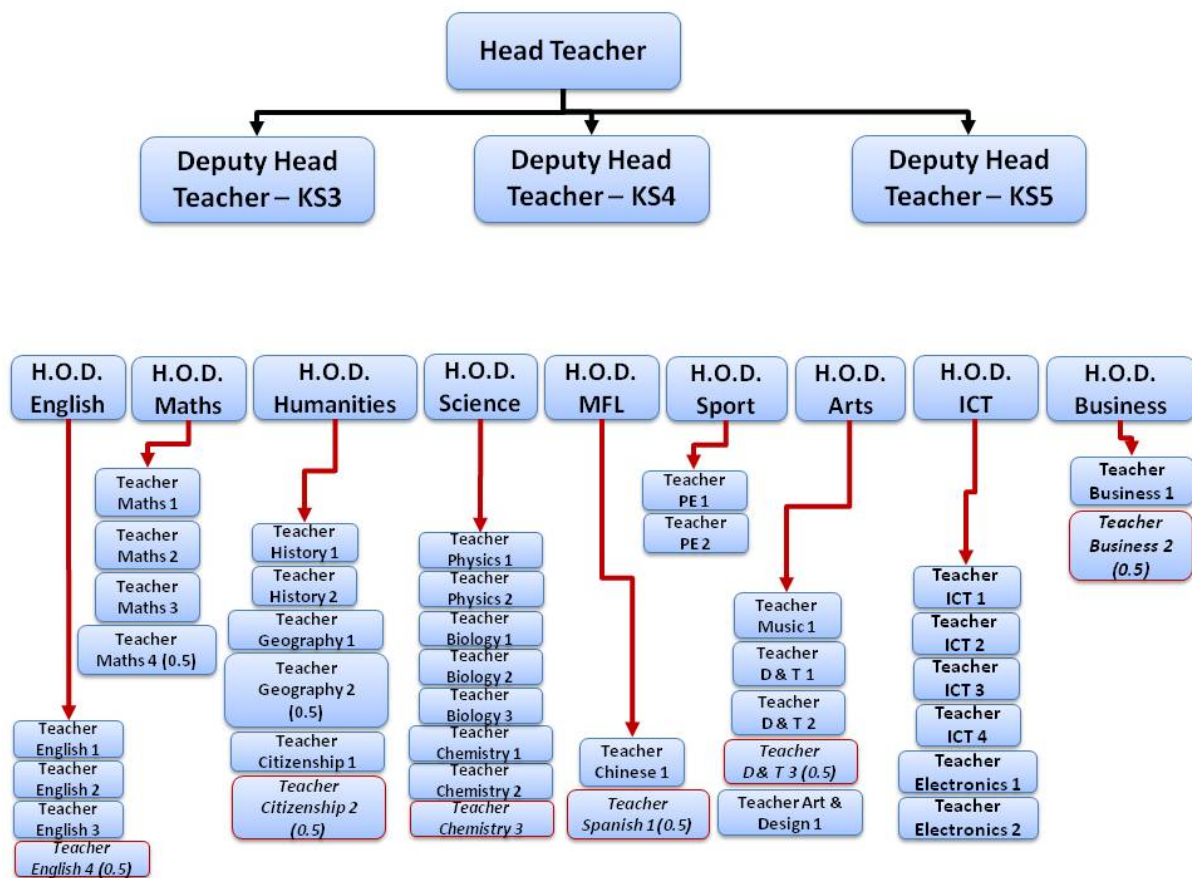 Head Teacher
Deputy Head
Teacher – KS3
Deputy Head
Teacher – KS4
Deputy Head
Teacher – KS5
H.O.D.
English
H.O.D.
Maths
H.O.D.
Humanities
H.O.D.
Science
H.O.D.
MFL
H.O.D.
Sport
H.O.D.
Arts
H.O.D.
ICT
H.O.D.
Business
Teacher
English 1
Teacher
English 2
Teacher
English 3
Teacher
English 4 (0.5)
Teacher
Maths 1
Teacher
Maths 2
Teacher
Maths 3
Teacher
Maths 4 (0.5)
Teacher
History 1
Teacher
History 2
Teacher
Geography 1
Teacher
Geography 2
(0.5)
Teacher
Citizenship 1
Teacher
Citizenship 2
(0.5)
Teacher
Physics 1
Teacher
Physics 2
Teacher
Biology 1
Teacher
Biology 2
Teacher
Biology 3
Teacher
Chemistry 1
Teacher
Chemistry 2
Teacher
Chemistry 3
Teacher
Chinese 1
Teacher
Spanish 1 (0.5)
Teacher
PE 1
Teacher
PE 2
Teacher
Music 1
Teacher
D & T 1
Teacher
D & T 2
Teacher
D & T 3 (0.5)
Teacher Art &
Design 1
Teacher
ICT 1
Teacher
ICT 2
Teacher
ICT 3
Teacher
ICT 4
Teacher
Electronics 1
Teacher
Electronics 2
Teacher
Business 1
Teacher
Business 2
(0.5)